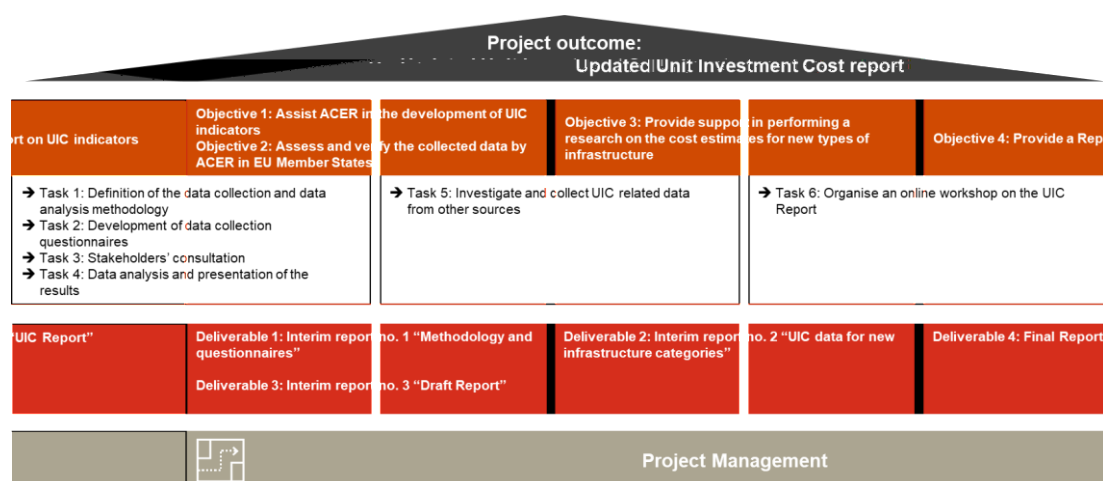 Project outcome:
Updated Unit Investment Cost report
rt on UIC indicators
Objective 1: Assist ACER in the development of UIC
indicators
Objective 2: Assess and verify the collected data by
ACER in EU Member States
Objective 3: Provide support in performing a
research on the cost estimates for new types of
infrastructure
Objective 4: Provide a Rep
➔ Task 1: Definition of the data collection and data
analysis methodology
➔ Task 2: Development of data collection
questionnaires
➔ Task 3: Stakeholders’ consultation
➔ Task 4: Data analysis and presentation of the
results
➔ Task 5: Investigate and collect UIC related data
from other sources
➔ Task 6: Organise an online workshop on the UIC
Report
“UIC Report”
Deliverable 1: Interim report no. 1 “Methodology and
questionnaires”
Deliverable 3: Interim report no. 3 “Draft Report”
Deliverable 2: Interim report no. 2 “UIC data for new
infrastructure categories”
Deliverable 4: Final Report
Project Management